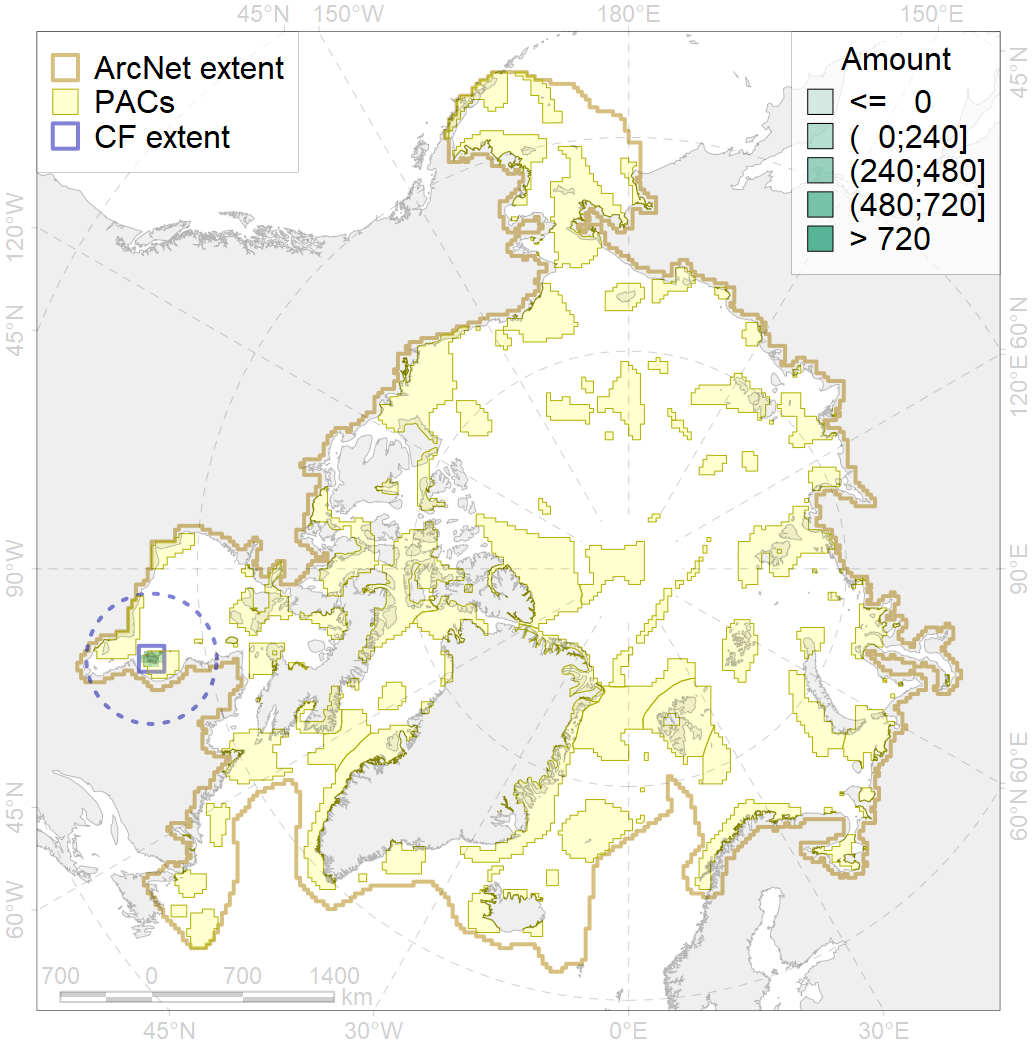 45°N 150°W 180°E 150°E
ArcNet extent
PACs
CF extent
Amount
<= 0
( 0;240]
(240;480]
(480;720]
> 720
45°N
120°W
45°N
60°N
120°E
90°W
90°E
45°N
60°N
60°W
60°E
700 0 700 1400
km
45°N 30°W 0°E 30°E